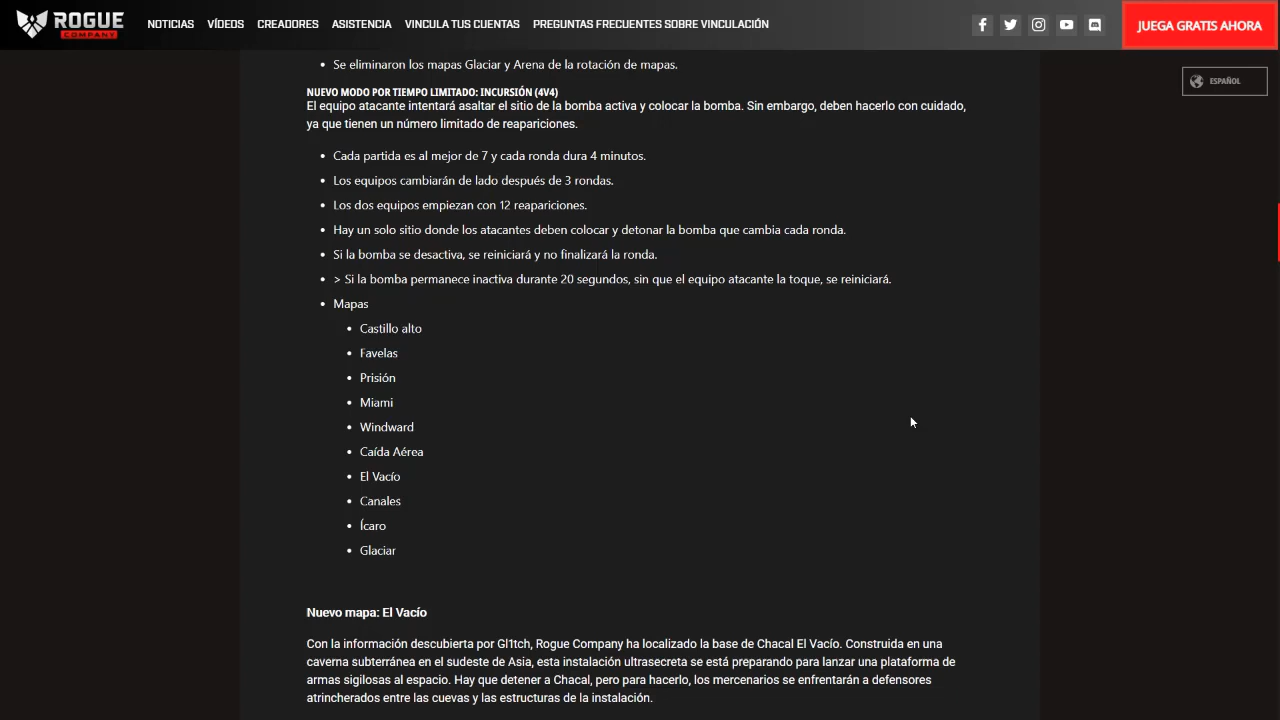 ROGUE
COMPANY
NOTICIAS VÍDEOS CREADORES ASISTENCIA VINCULA TUS CUENTAS PREGUNTAS FRECUENTES SOBRE VINCULACIÓN
JUEGA GRATIS AHORA
ESPAÑOL
• Se eliminaron los mapas Glaciar y Arena de la rotación de mapas.
NUEVO MODO POR TIEMPO LIMITADO: INCURSIÓN (4V4)
El equipo atacante intentará asaltar el sitio de la bomba activa y colocar la bomba. Sin embargo, deben hacerlo con cuidado,
ya que tienen un número limitado de reapariciones.
• Cada partida es al mejor de 7 y cada ronda dura 4 minutos.
• Los equipos cambiarán de lado después de 3 rondas.
• Los dos equipos empiezan con 12 reapariciones.
• Hay un solo sitio donde los atacantes deben colocar y detonar la bomba que cambia cada ronda.
• Si la bomba se desactiva, se reiniciará y no finalizará la ronda.
• > Si la bomba permanece inactiva durante 20 segundos, sin que el equipo atacante la toque, se reiniciará.
• Mapas
• Castillo alto
• Favelas
• Prisión
• Miami
• Windward
• Caída Aérea
• El Vacío
• Canales
• Ícaro
• Glaciar
Nuevo mapa: El Vacío
Con la información descubierta por Gl1tch, Rogue Company ha localizado la base de Chacal El Vacío. Construida en una
caverna subterránea en el sudeste de Asia, esta instalación ultrasecreta se está preparando para lanzar una plataforma de
armas sigilosas al espacio. Hay que detener a Chacal, pero para hacerlo, los mercenarios se enfrentarán a defensores
atrincherados entre las cuevas y las estructuras de la instalación.